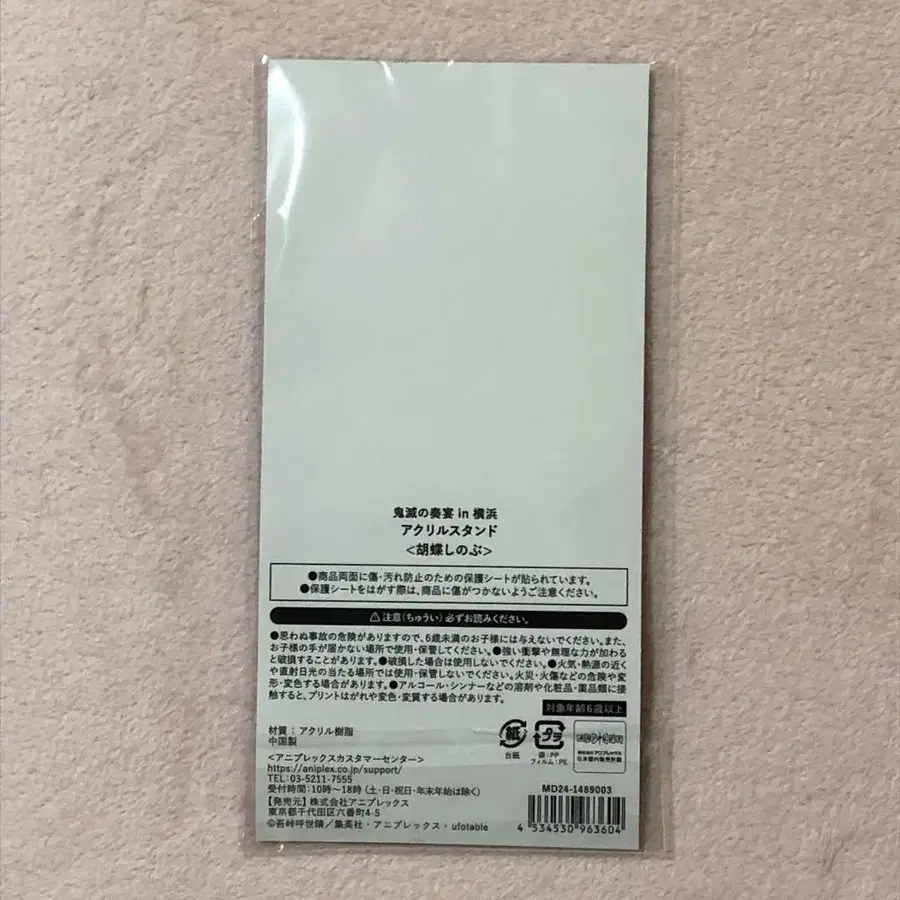 鬼滅の奏宴 in 横浜
アクリルスタンド
<胡蝶しのぶ>
●商品両面に傷・汚れ防止のための保護シートが貼られています。
●保護シートをはがす際は、商品に傷がつかないようご注意ください。
⚠ 注意(ちゅうい) 必ずお読みください。
●思わぬ事故の危険がありますので、6歳未満のお子様には与えないでください。また、
お子様の手が届かない場所で使用・保管してください。●強い衝撃や無理な力が加わる
と破損することがあります。●破損した場合は使用しないでください。●火気・熱源の近く
や直射日光の当たる場所では使用・保管しないでください。火災・火傷などの危険や変
形・変色する場合があります。●アルコール・シンナーなどの溶剤や化粧品・薬品類に接
触すると、プリントはがれや変色・変質する場合があります。
対象年齢6歳以上
材質:アクリル樹脂
中国製
紙
台紙
プラ
袋:PP
フィルム:PE
株式会社アニプレックス
日本国内販売許諾
<アニプレックスカスタマーセンター>
https://aniplex.co.jp/support/
TEL:03-5211-7555
受付時間:10時〜18時(土・日・祝日・年末年始は除く)
【発売元】株式会社アニプレックス
東京都千代田区六番町4-5
©吾峠呼世晴/集英社・アニプレックス・ufotable
MD24-1489003
4 534530 963604